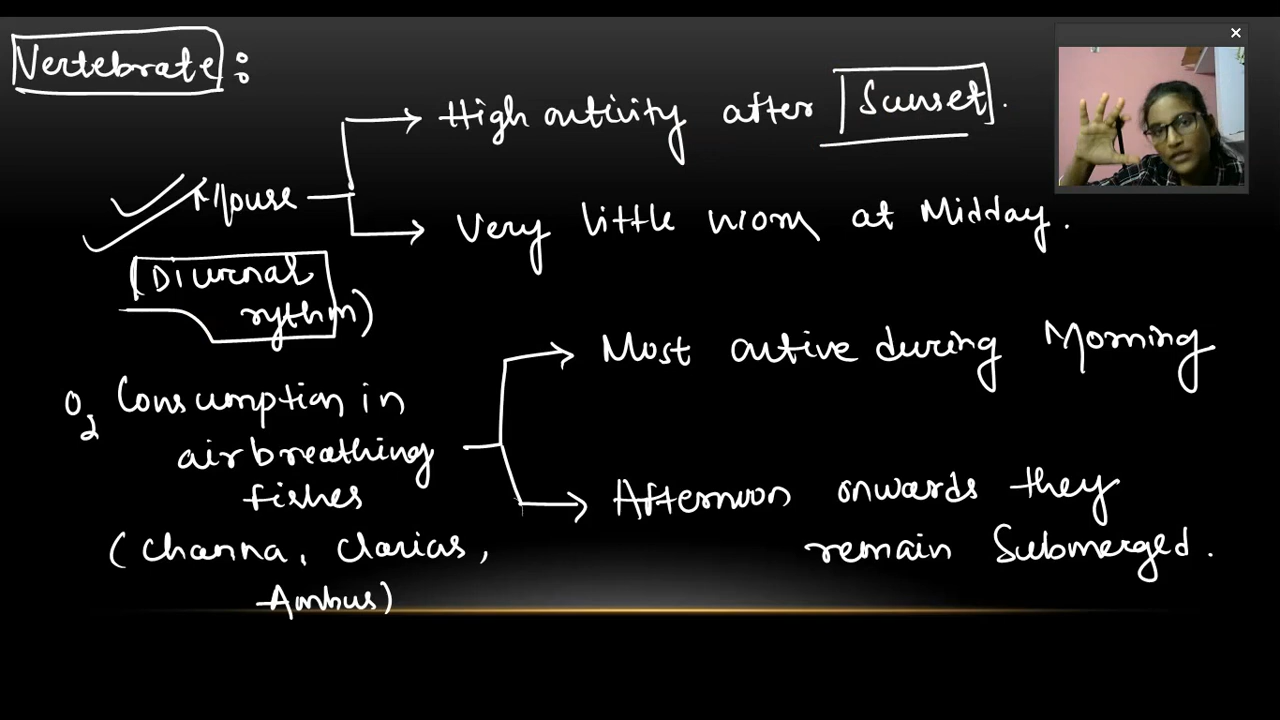 Vertebrate :
High activity after Sunset.
Mouse
Very little work at Midday.
(Diurnal
rythm)
Most active during Morning
O2 Consumption in
air breathing
fishes
Afternoon onwards they
remain Submerged.
(Channa, Clarias,
Anabus)